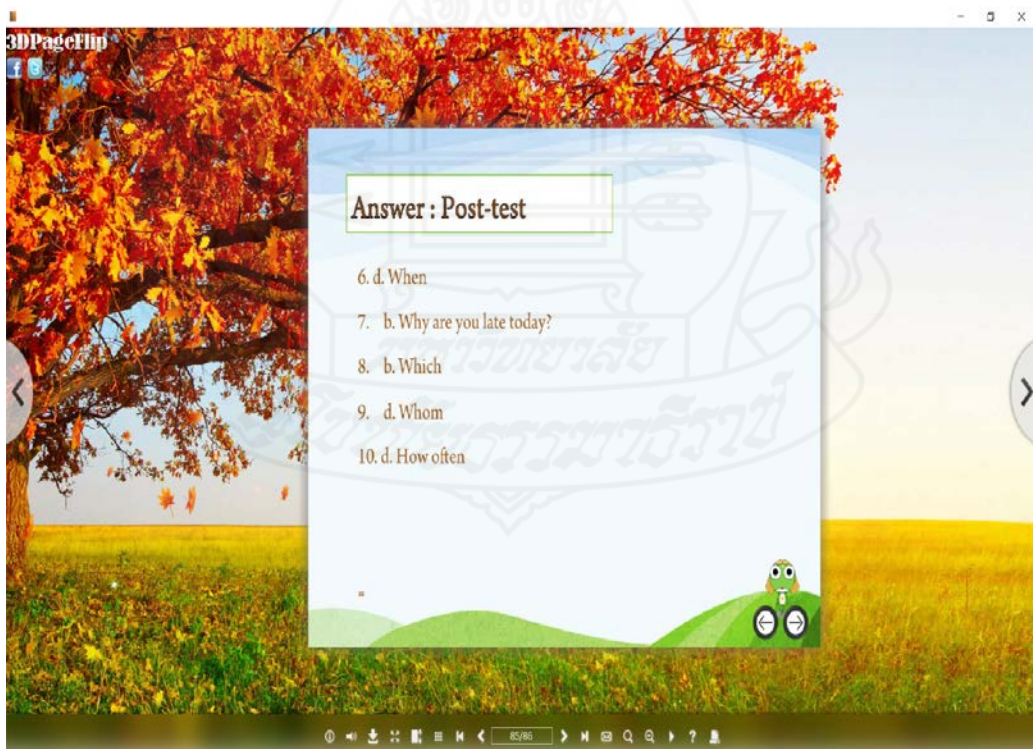 3DPageFlip
Answer : Post-test
6. d. When
7. b. Why are you late today?
8. b. Which
9. d. Whom
10. d. How often
85/86